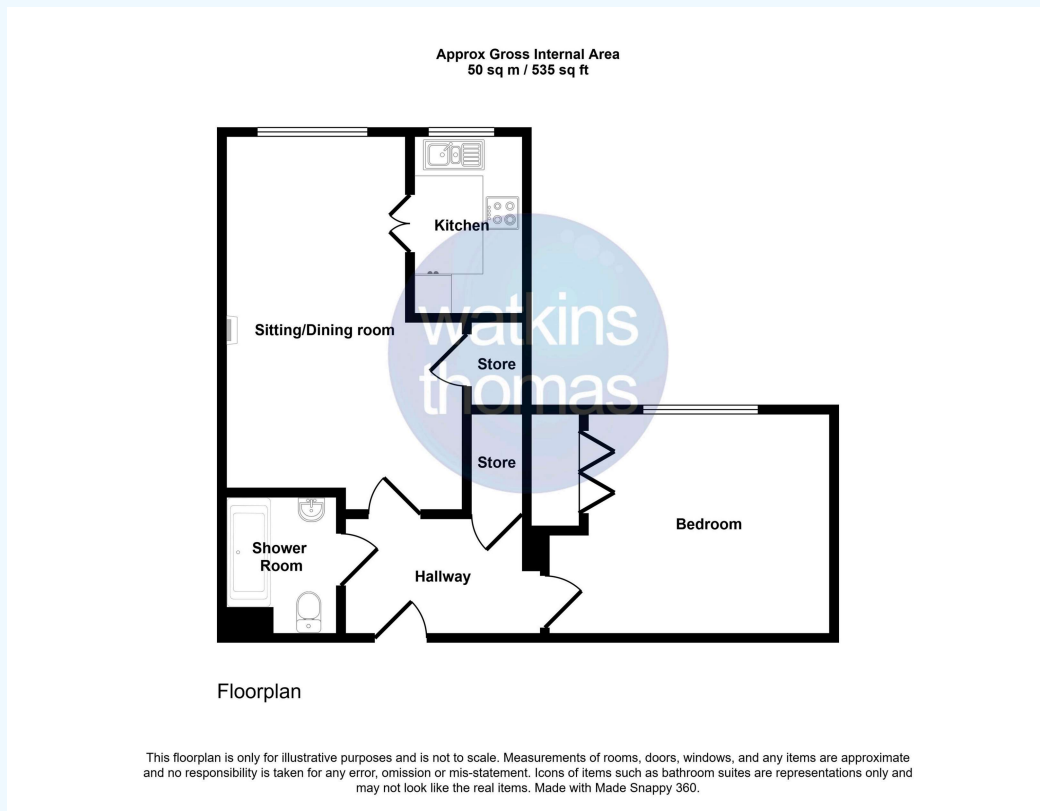 Approx Gross Internal Area
50 sq m / 535 sq ft
Kitchen
Sitting/Dining room
watkins
thomas
Store
Store
Bedroom
Shower
Room
Hallway
Floorplan
This floorplan is only for illustrative purposes and is not to scale. Measurements of rooms, doors, windows, and any items are approximate
and no responsibility is taken for any error, omission or mis-statement. Icons of items such as bathroom suites are representations only and
may not look like the real items. Made with Made Snappy 360.